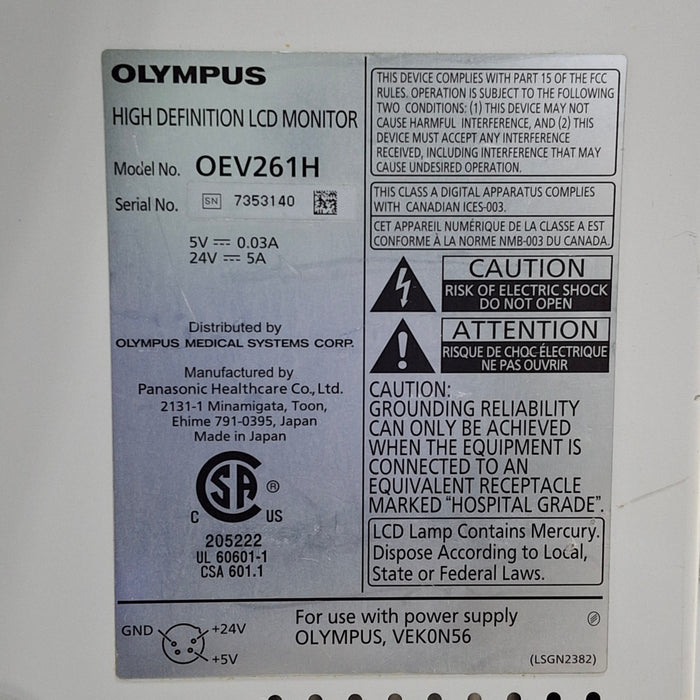 OLYMPUS
HIGH DEFINITION LCD MONITOR
Model No. OEV261H
Serial No. SN 7353140
5V ⎓ 0.03A
24V ⎓ 5A
Distributed by
OLYMPUS MEDICAL SYSTEMS CORP.
Manufactured by
Panasonic Healthcare Co., Ltd.
2131-1 Minamigata, Toon,
Ehime 791-0395, Japan
Made in Japan
CSA ®
C US
205222
UL 60601-1
CSA 601.1
THIS DEVICE COMPLIES WITH PART 15 OF THE FCC
RULES. OPERATION IS SUBJECT TO THE FOLLOWING
TWO CONDITIONS: (1) THIS DEVICE MAY NOT
CAUSE HARMFUL INTERFERENCE, AND (2) THIS
DEVICE MUST ACCEPT ANY INTERFERENCE
RECEIVED, INCLUDING INTERFERENCE THAT MAY
CAUSE UNDESIRED OPERATION.
THIS CLASS A DIGITAL APPARATUS COMPLIES
WITH CANADIAN ICES-003.
CET APPAREIL NUMÉRIQUE DE LA CLASSE A EST
CONFORME À LA NORME NMB-003 DU CANADA.
CAUTION
RISK OF ELECTRIC SHOCK
DO NOT OPEN
ATTENTION
RISQUE DE CHOC ÉLECTRIQUE
NE PAS OUVRIR
CAUTION:
GROUNDING RELIABILITY
CAN ONLY BE ACHIEVED
WHEN THE EQUIPMENT IS
CONNECTED TO AN
EQUIVALENT RECEPTACLE
MARKED "HOSPITAL GRADE".
LCD Lamp Contains Mercury.
Dispose According to Local,
State or Federal Laws.
GND +24V
+5V
For use with power supply
OLYMPUS, VEK0N56
(LSGN2382)